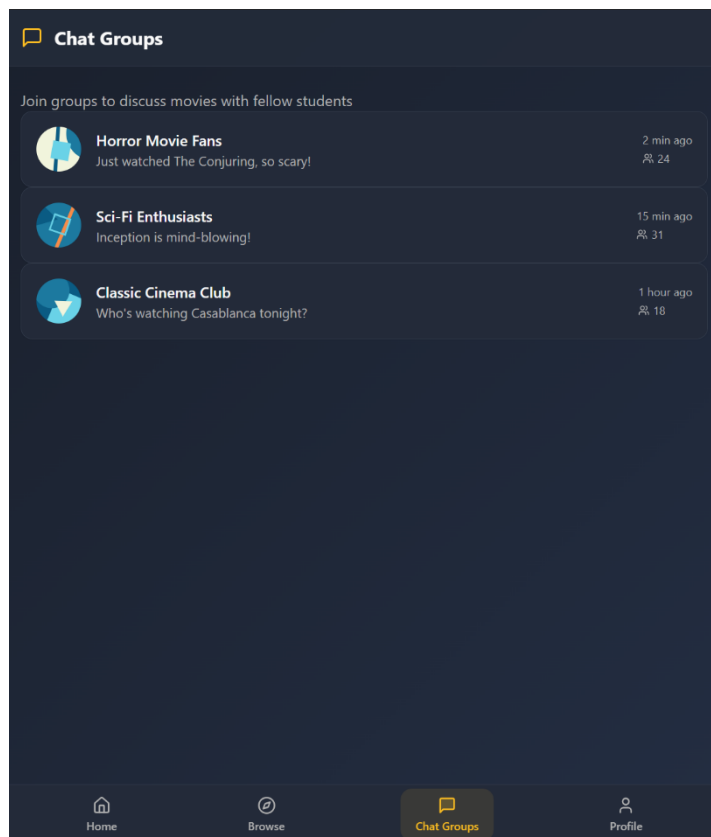 Chat Groups
Join groups to discuss movies with fellow students
Horror Movie Fans
2 min ago
Just watched The Conjuring, so scary!
24
Sci-Fi Enthusiasts
15 min ago
Inception is mind-blowing!
31
Classic Cinema Club
1 hour ago
Who's watching Casablanca tonight?
18
Home
Browse
Chat Groups
Profile